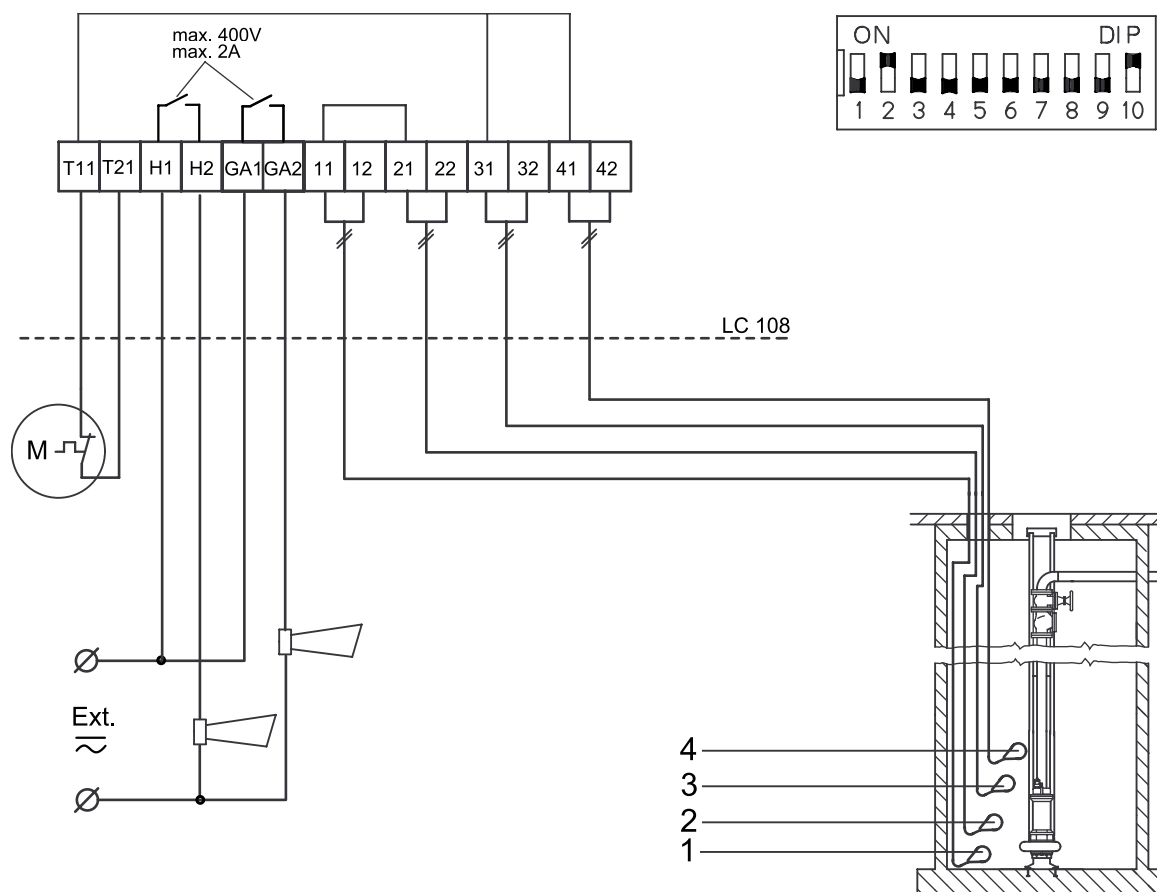 max. 400V
max. 2A
ON DIP
1 2 3 4 5 6 7 8 9 10
T11 T21 H1 H2 GA1 GA2 11 12 21 22 31 32 41 42
LC 108
M
Ext.
4
3
2
1